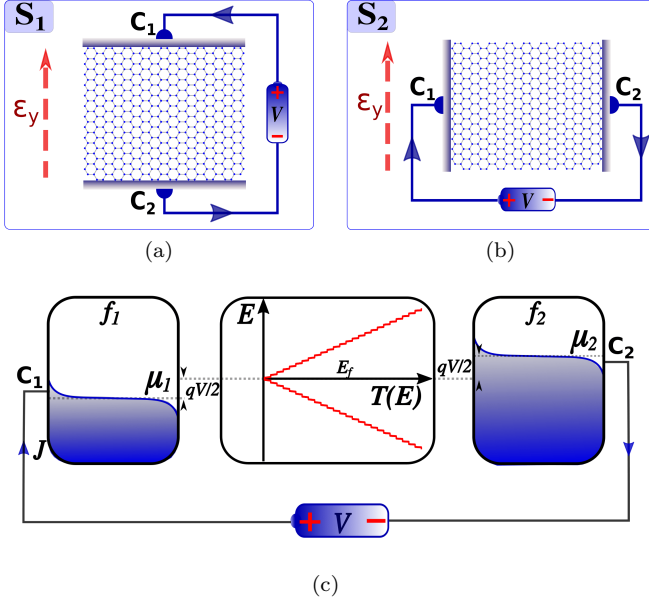 S1
C1
εy
+
V
−
C2
(a)
S2
C1
C2
εy
+ V −
(b)
f1
E
f2
C1
μ1
qV/2
Ef
T(E)
qV/2
μ2
C2
J
+ V −
(c)